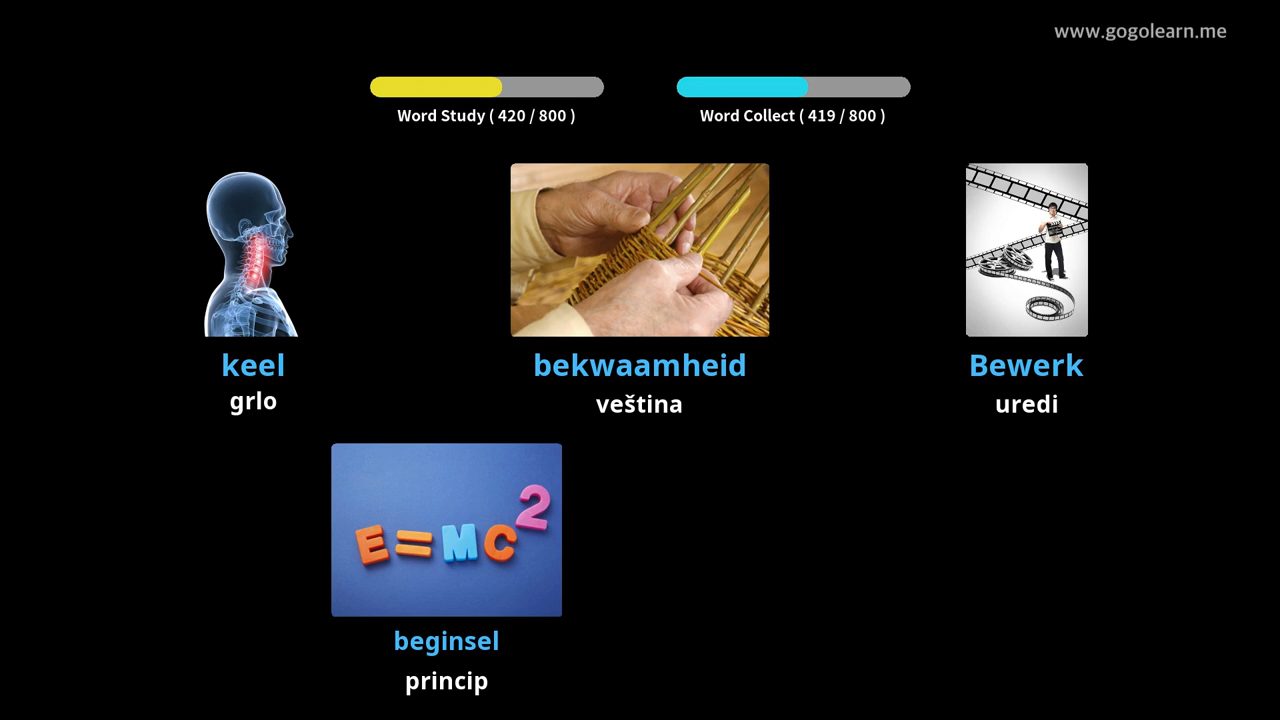 www.gogolearn.me
Word Study ( 420 / 800 )
Word Collect ( 419 / 800 )
keel
grlo
bekwaamheid
veština
Bewerk
uredi
E=MC2
beginsel
princip